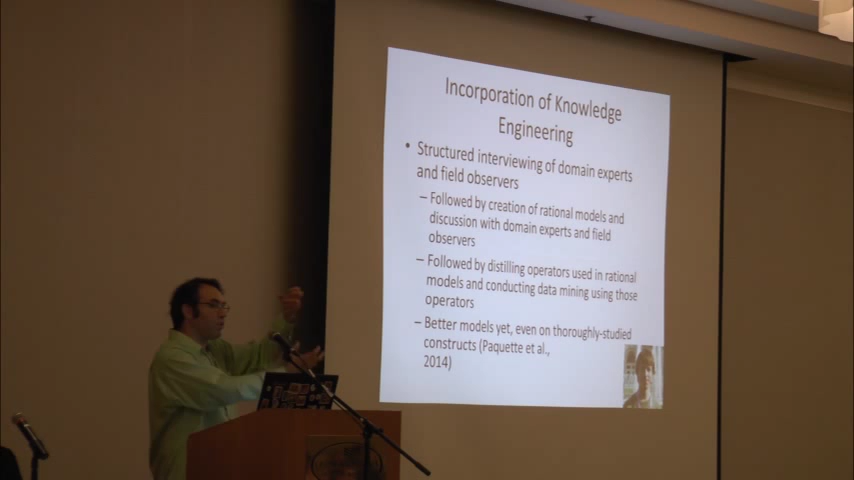 Incorporation of Knowledge
Engineering
• Structured interviewing of domain experts
and field observers
– Followed by creation of rational models and
discussion with domain experts and field
observers
– Followed by distilling operators used in rational
models and conducting data mining using those
operators
– Better models yet, even on thoroughly-studied
constructs (Paquette et al.,
2014)